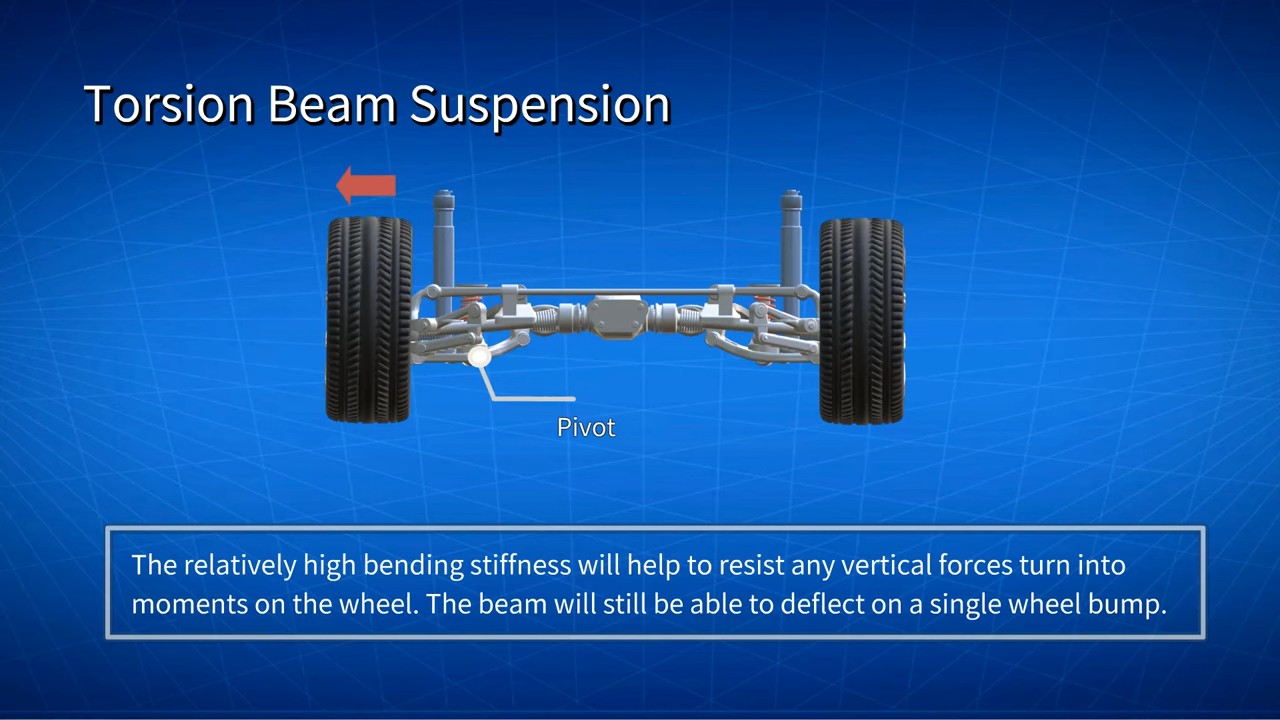 Torsion Beam Suspension
Pivot
The relatively high bending stiffness will help to resist any vertical forces turn into
moments on the wheel. The beam will still be able to deflect on a single wheel bump.